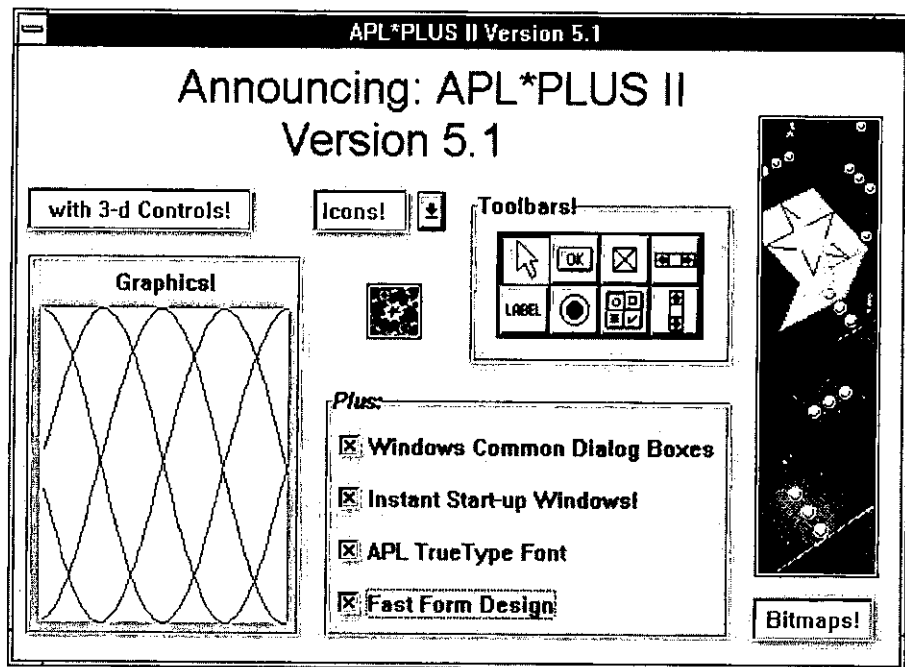 APL*PLUS II Version 5.1
Announcing: APL*PLUS II
Version 5.1
with 3-d Controls!
Icons!
Toolbars!
OK
LABEL
Graphics!
Plus:
Windows Common Dialog Boxes
Instant Start-up Windows!
APL TrueType Font
Fast Form Design
Bitmaps!